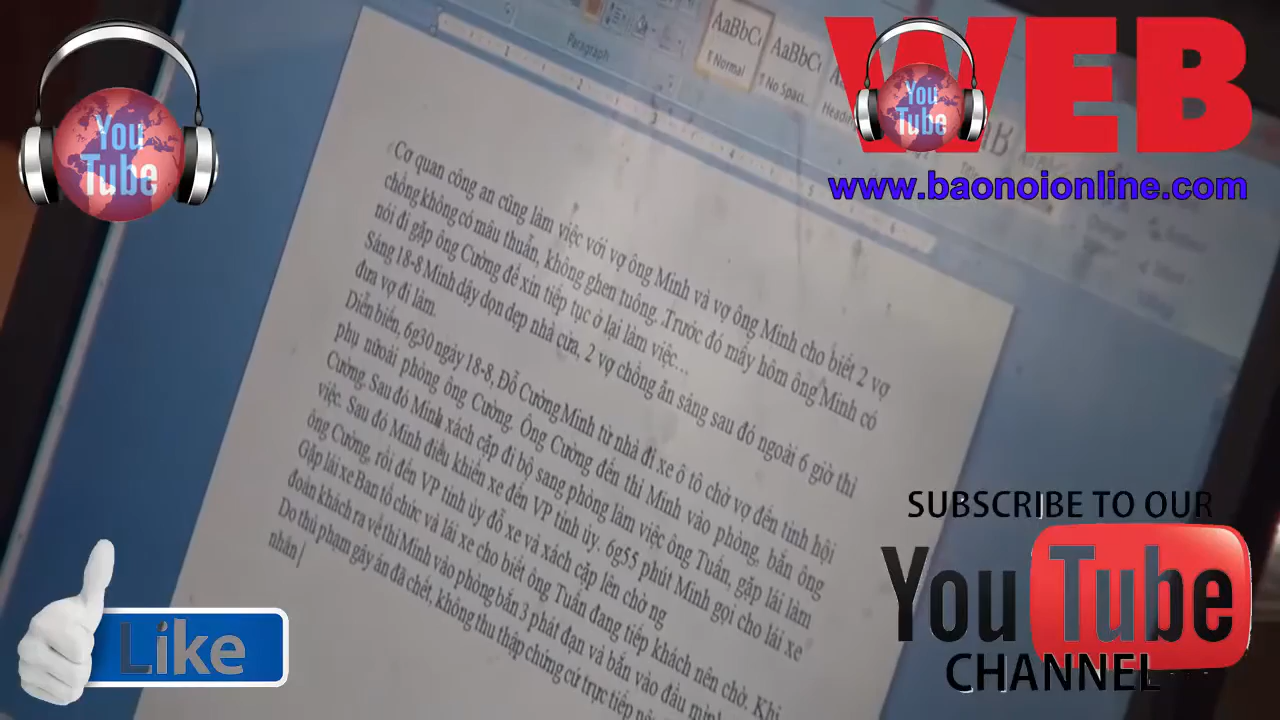 You
Tube
WEB
You
Tube
www.baonoionline.com
Paragraph
AaBbC
AaBbC
¶ Normal
¶ No Spaci...
Heading
Cơ quan công an cũng làm việc với vợ ông Minh và vợ ông Minh cho biết 2 vợ
chồng không có mâu thuẫn, không ghen tuông .Trước đó mấy hôm ông Minh có
nói đi gặp ông Cường để xin tiếp tục ở lại làm việc…
Sáng 18-8 Minh dậy dọn dẹp nhà cửa, 2 vợ chồng ăn sáng sau đó ngoài 6 giờ thì
đưa vợ đi làm.
Diễn biến, 6g30 ngày 18-8, Đỗ Cường Minh từ nhà đi xe ô tô chở vợ đến tỉnh hội
phụ nữoài phòng ông Cường. Ông Cường đến thì Minh vào phòng, bắn ông
Cường. Sau đó Minh xách cặp đi bộ sang phòng làm việc ông Tuấn, gặp lái làm
việc. Sau đó Minh điều khiển xe đến VP tỉnh ủy. 6g55 phút Minh gọi cho lái xe
ông Cường, rồi đến VP tỉnh ủy đỗ xe và xách cặp lên chờ ng
Gặp lái xe Ban tổ chức và lái xe cho biết ông Tuấn đang tiếp khách nên chờ. Khi
đoàn khách ra về thì Minh vào phòng bắn 3 phát đạn và bắn vào đầu mình
Do thủ phạm gây án đã chết, không thu thập chứng cứ trực tiếp
nhân
SUBSCRIBE TO OUR
YouTube
CHANNEL
Like